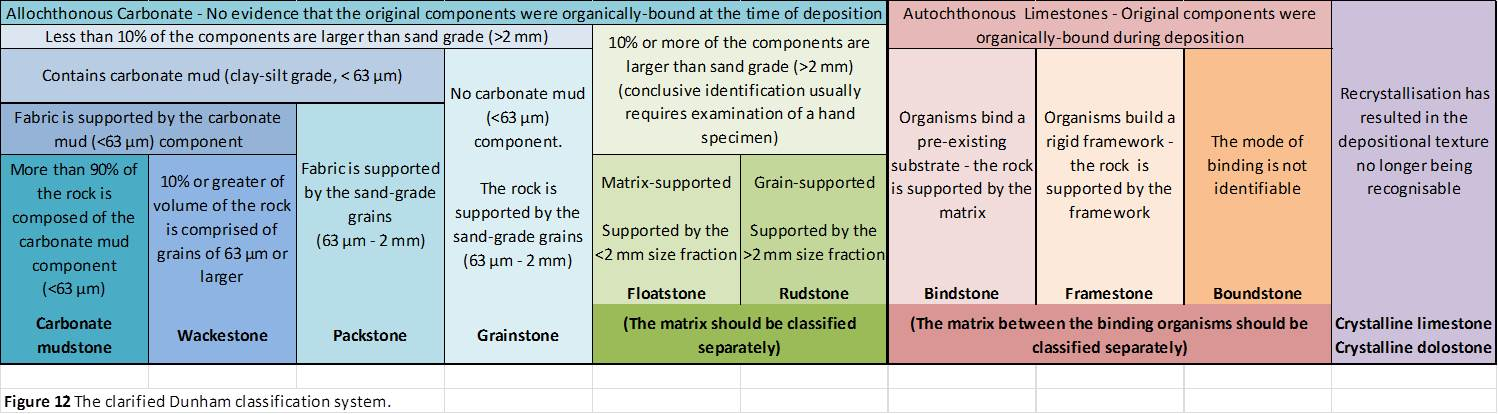 Allochthonous Carbonate - No evidence that the original components were organically-bound at the time of deposition
Less than 10% of the components are larger than sand grade (>2 mm)
Contains carbonate mud (clay-silt grade, < 63 µm)
Fabric is supported by the carbonate
mud (<63 µm) component
More than 90% of
the rock is
composed of the
carbonate mud
component
(<63 µm)
Carbonate
mudstone
10% or greater of
volume of the rock
is comprised of
grains of 63 µm or
larger
Wackestone
Fabric is supported
by the sand-grade
grains
(63 µm - 2 mm)
Packstone
No carbonate mud
(<63 µm)
component.
The rock is
supported by the
sand-grade grains
(63 µm - 2 mm)
Grainstone
10% or more of the components are
larger than sand grade (>2 mm)
(conclusive identification usually
requires examination of a hand
specimen)
Matrix-supported
Supported by the
<2 mm size fraction
Floatstone
Grain-supported
Supported by the
>2 mm size fraction
Rudstone
(The matrix should be classified
separately)
Autochthonous Limestones - Original components were
organically-bound during deposition
Organisms bind a
pre-existing
substrate - the rock
is supported by the
matrix
Bindstone
Organisms build a
rigid framework -
the rock is
supported by the
framework
Framestone
The mode of
binding is not
identifiable
Boundstone
(The matrix between the binding organisms should be
classified separately)
Recrystallisation has
resulted in the
depositional texture
no longer being
recognisable
Crystalline limestone
Crystalline dolostone
Figure 12 The clarified Dunham classification system.